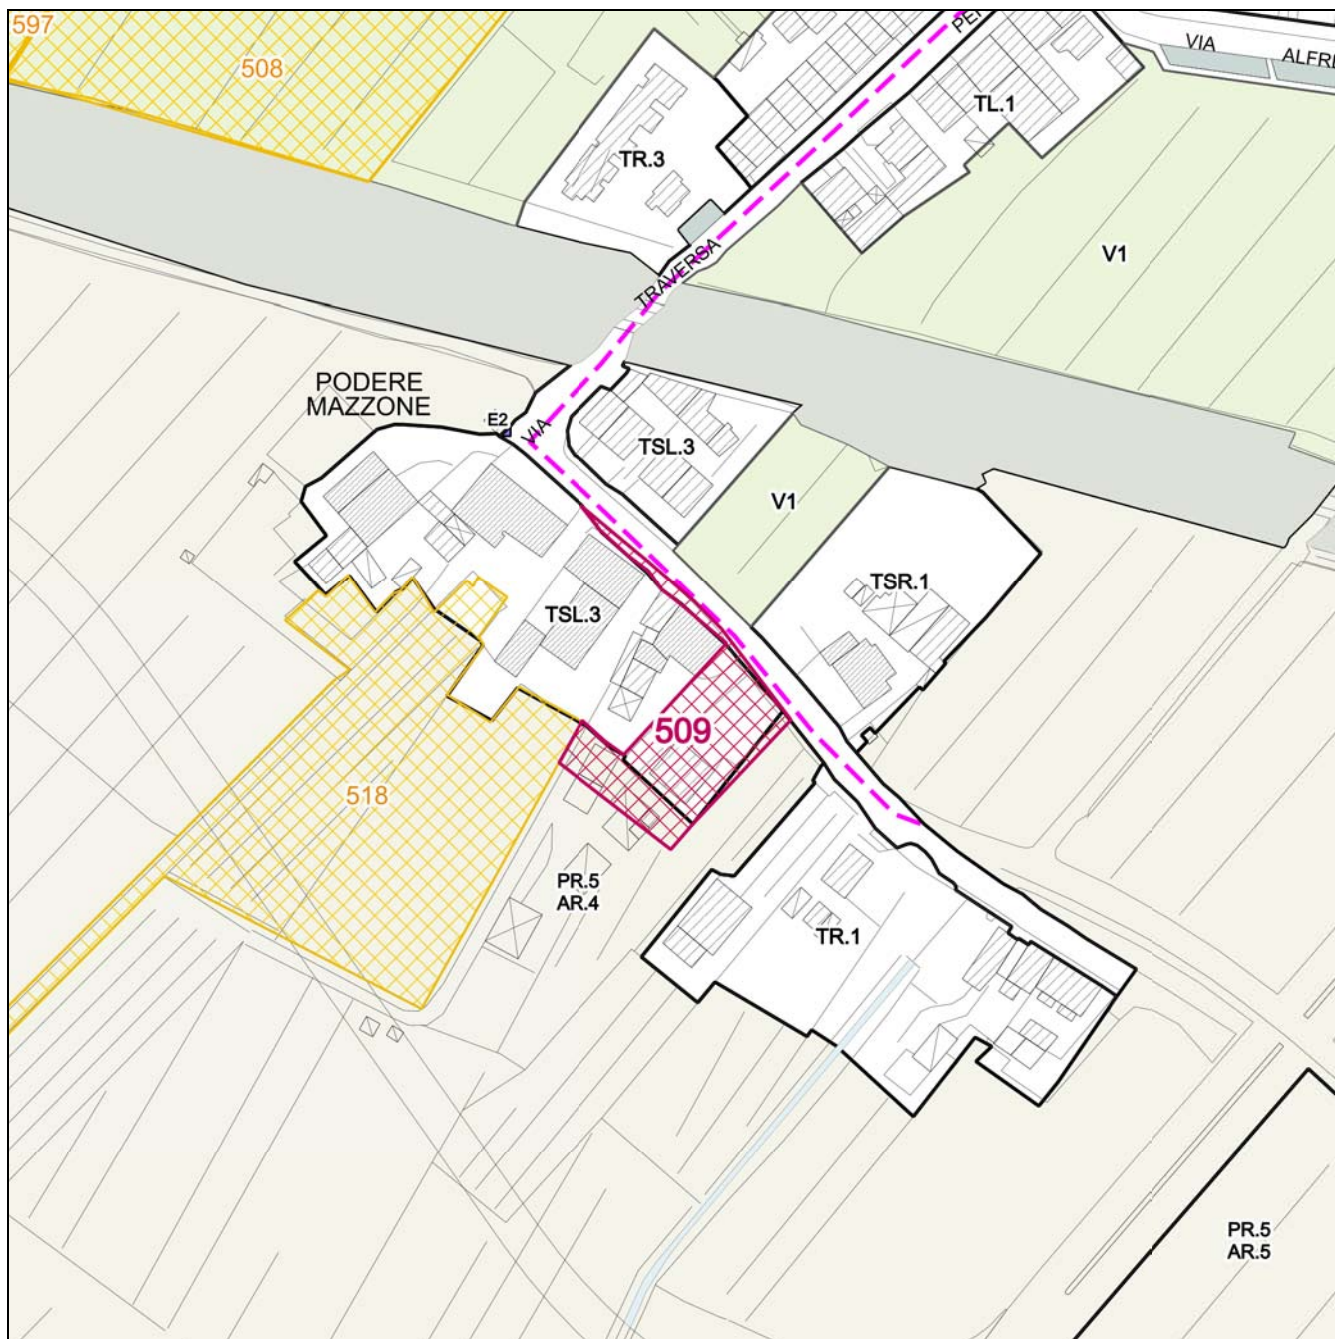 597
508
VIA
ALFRE
TL.1
TR.3
TRAVERSA
V1
PODERE
MAZZONE
E2
VIA
TSL.3
V1
TSR.1
TSL.3
509
518
PR.5
AR.4
TR.1
PR.5
AR.5